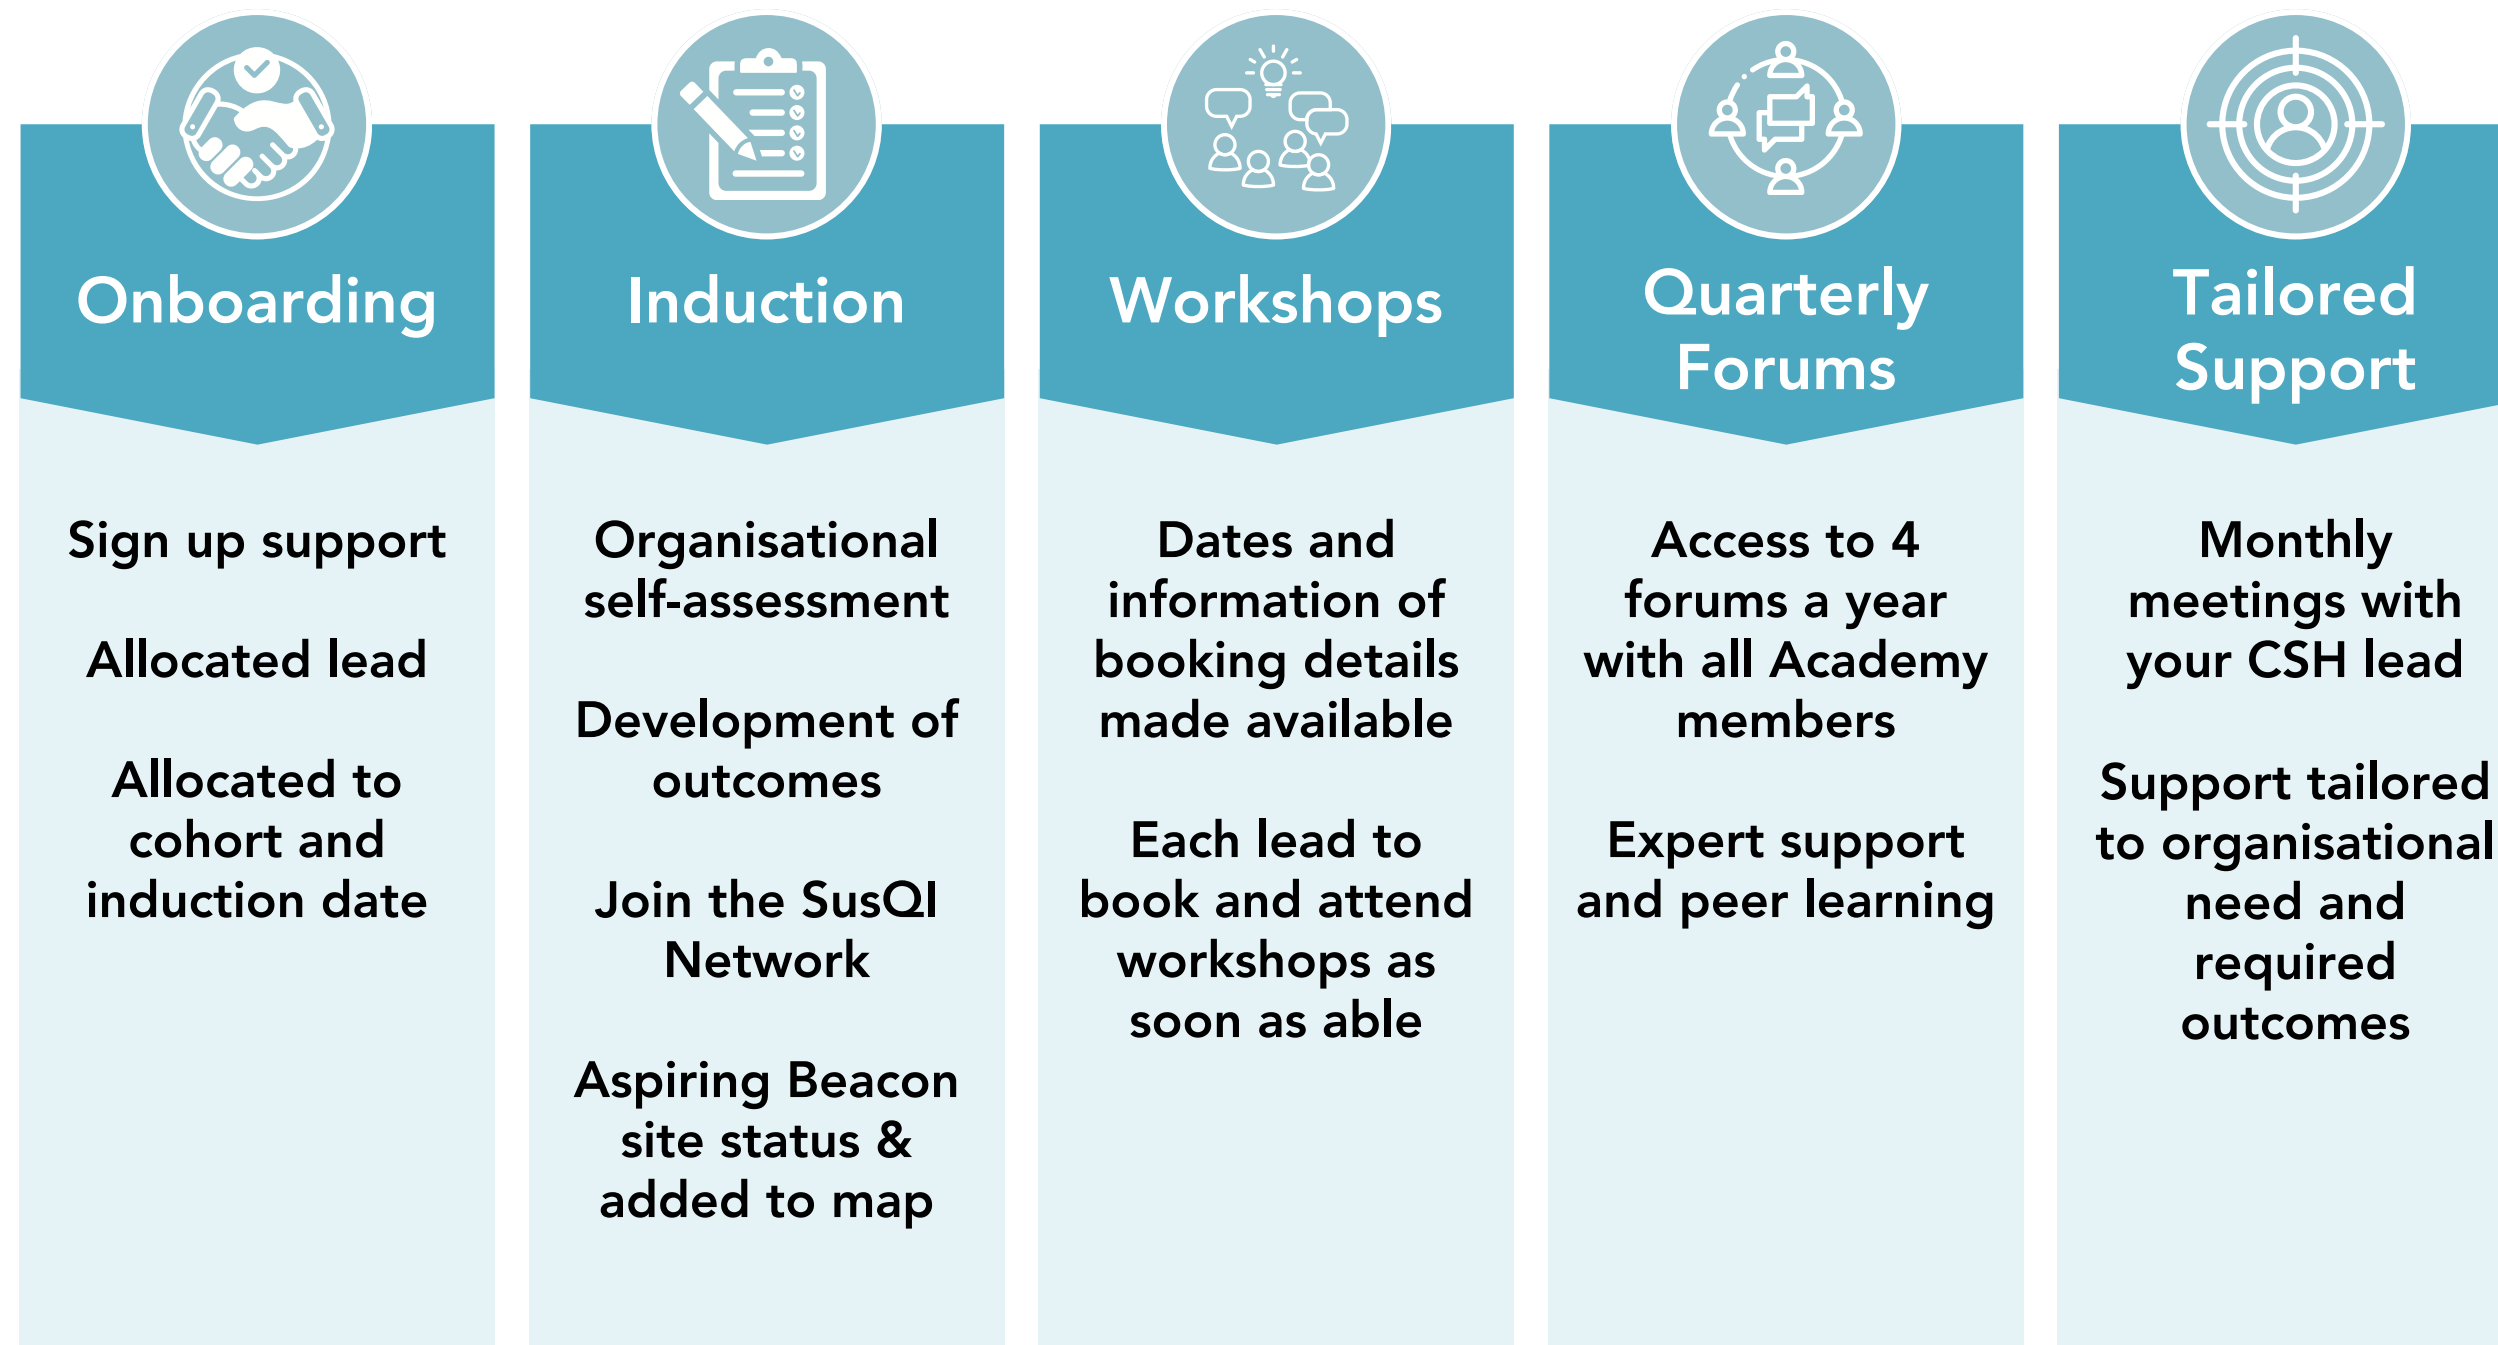 Onboarding
Sign up support
Allocated lead
Allocated to
cohort and
induction date
Induction
Organisational
self-assessment
Development of
outcomes
Join the SusQI
Network
Aspiring Beacon
site status &
added to map
Workshops
Dates and
information of
booking details
made available
Each lead to
book and attend
workshops as
soon as able
Quarterly
Forums
Access to 4
forums a year
with all Academy
members
Expert support
and peer learning
Tailored
Support
Monthly
meetings with
your CSH lead
Support tailored
to organisational
need and
required
outcomes